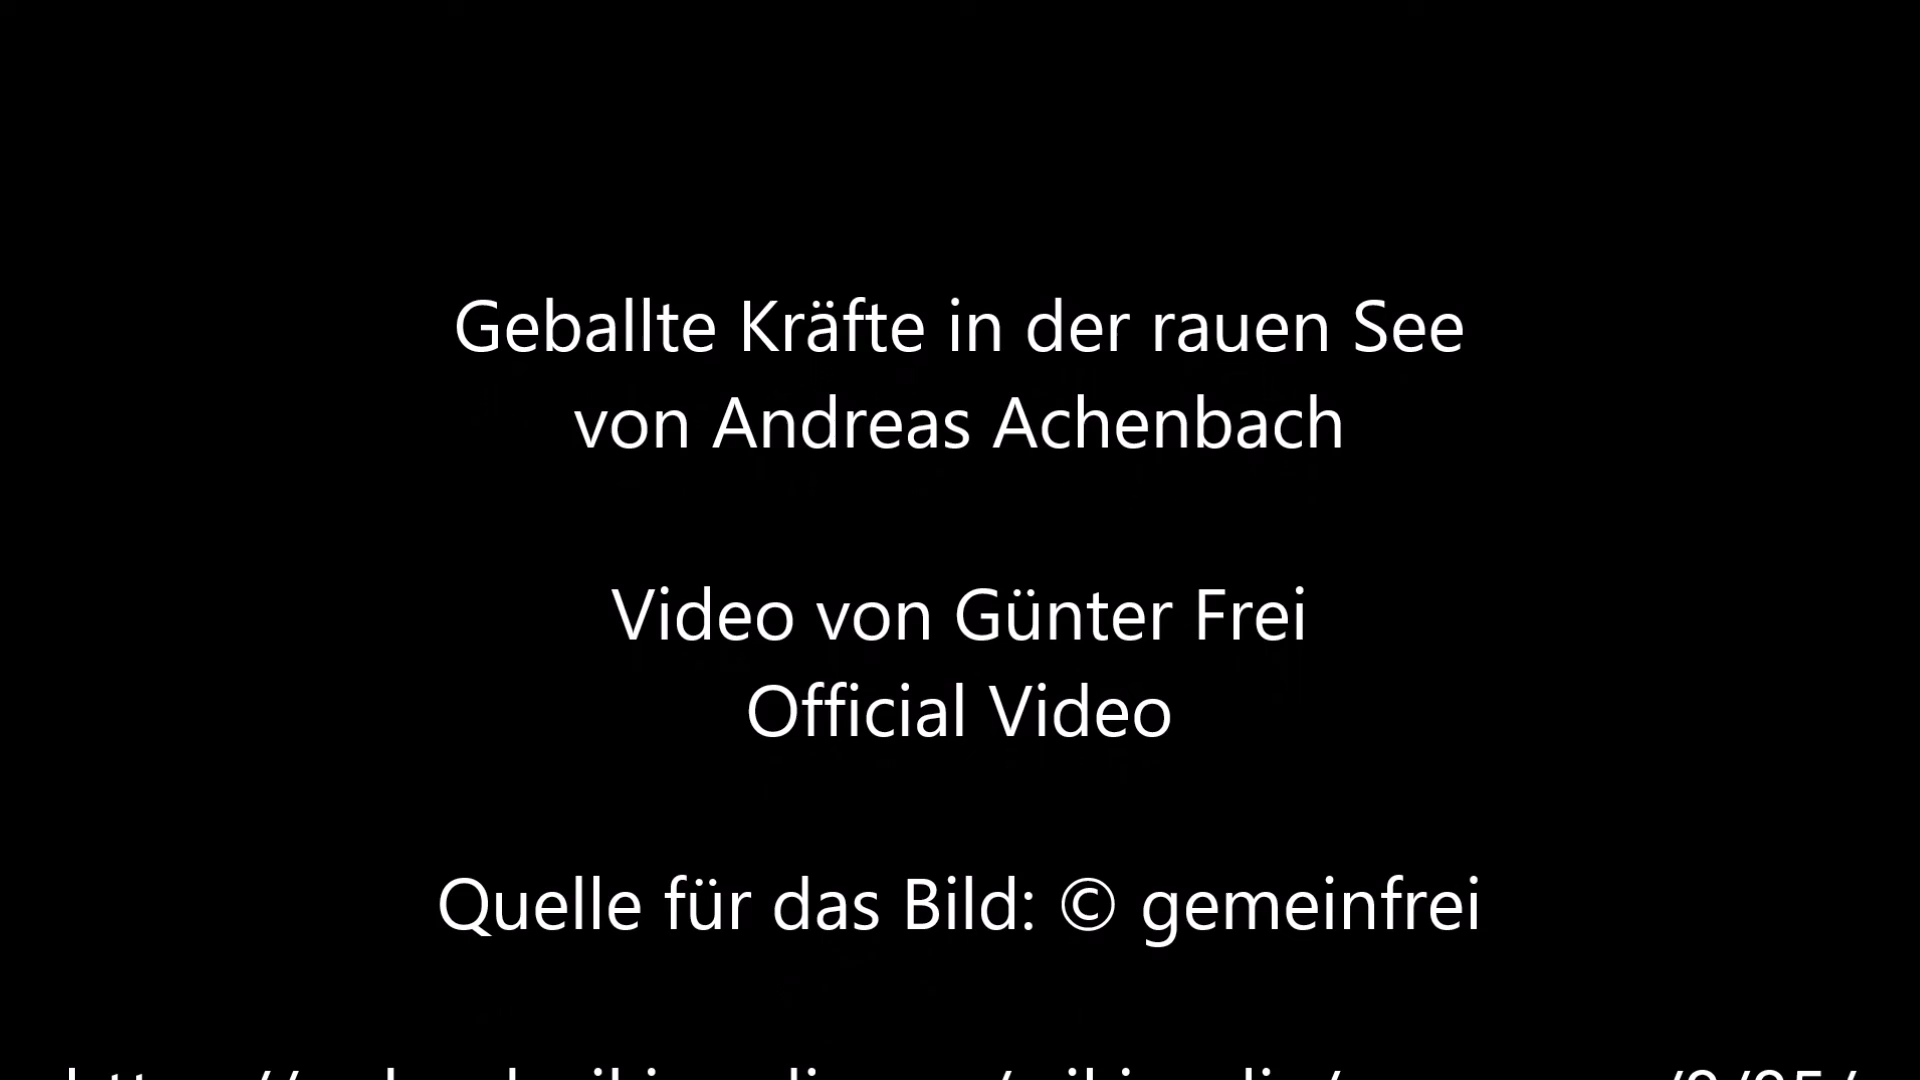 Geballte Kräfte in der rauen See
von Andreas Achenbach
Video von Günter Frei
Official Video
Quelle für das Bild: © gemeinfrei